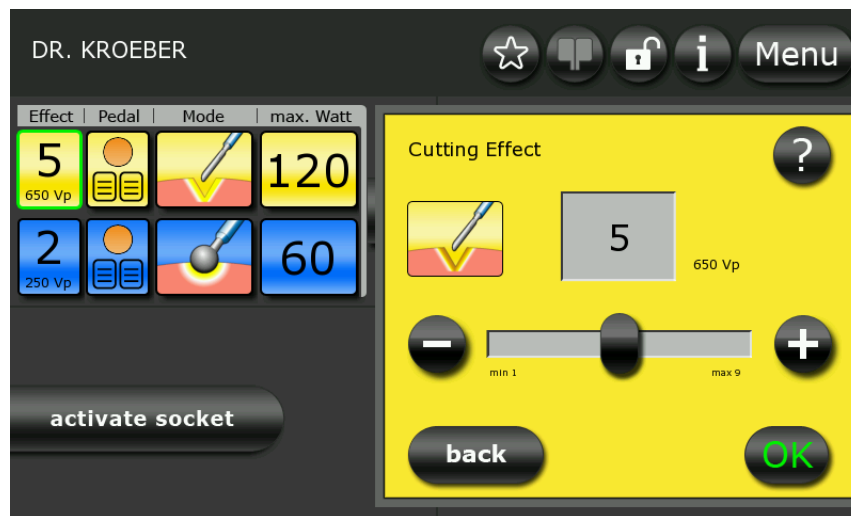 DR. KROEBER
i
Menu
Effect | Pedal | Mode | max. Watt
5
650 Vp
120
2
250 Vp
60
Cutting Effect
?
5
650 Vp
min 1
max 9
activate socket
back
OK